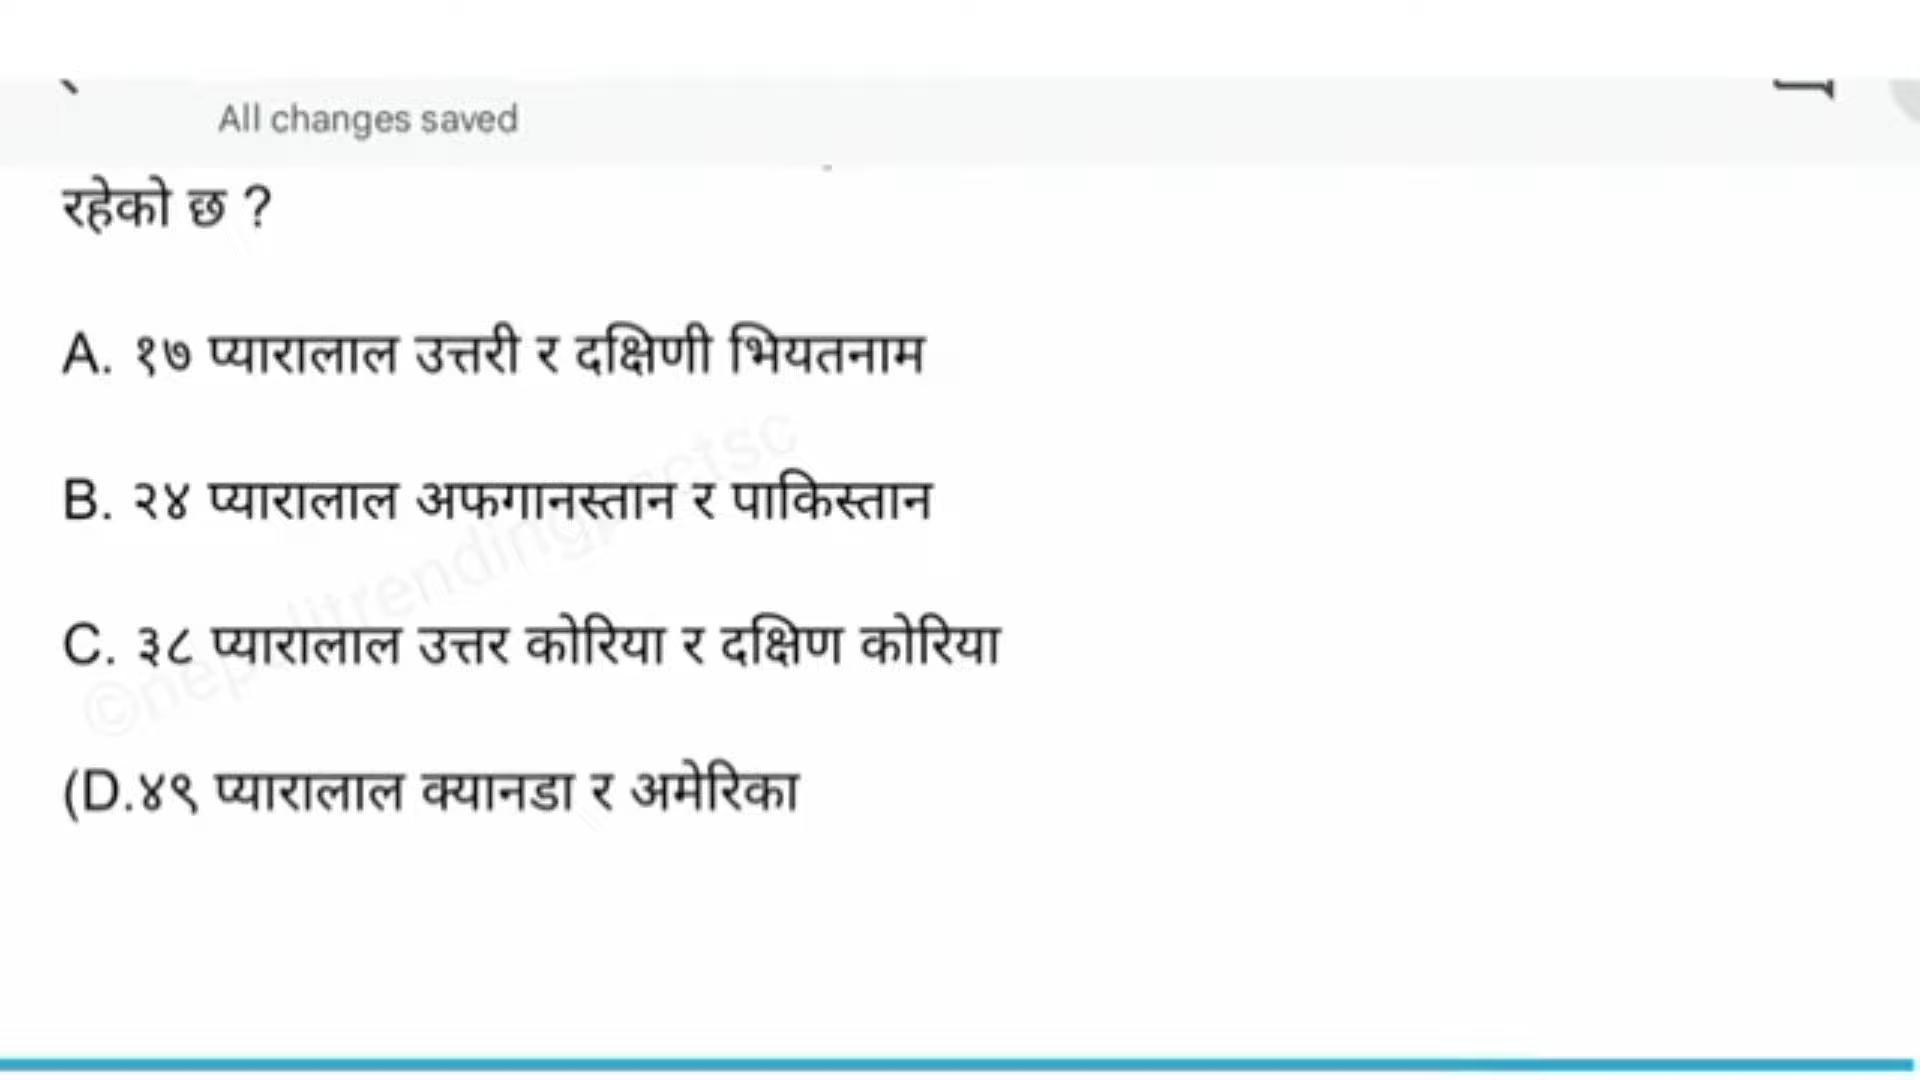 All changes saved
रहेको छ ?
A. १७ प्यारालाल उत्तरी र दक्षिणी भियतनाम
B. २४ प्यारालाल अफगानस्तान र पाकिस्तान
C. ३८ प्यारालाल उत्तर कोरिया र दक्षिण कोरिया
(D.४९ प्यारालाल क्यानडा र अमेरिका